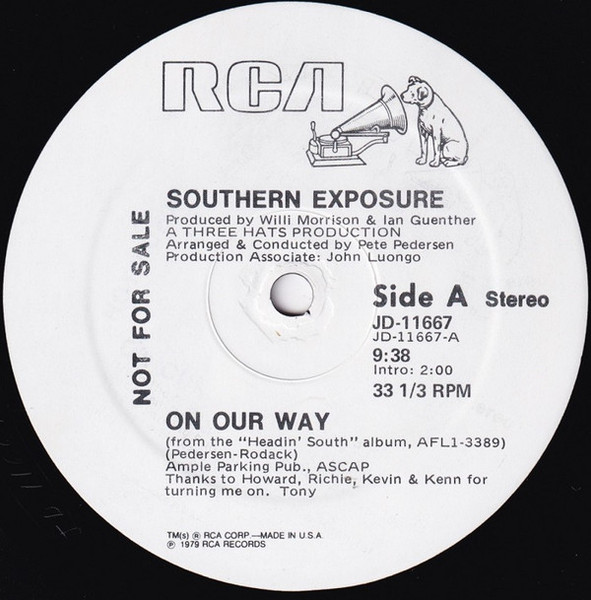 RCA
SOUTHERN EXPOSURE
Produced by Willi Morrison & Ian Guenther
A THREE HATS PRODUCTION
Arranged & Conducted by Pete Pedersen
Production Associate: John Luongo
NOT FOR SALE
Side A Stereo
JD-11667
JD-11667-A
9:38
Intro: 2:00
33 1/3 RPM
ON OUR WAY
(from the "Headin' South" album, AFL1-3389)
(Pedersen-Rodack)
Ample Parking Pub., ASCAP
Thanks to Howard, Richie, Kevin & Kenn for
turning me on. Tony
TM(s) ® RCA CORP.—MADE IN U.S.A.
℗ 1979 RCA RECORDS